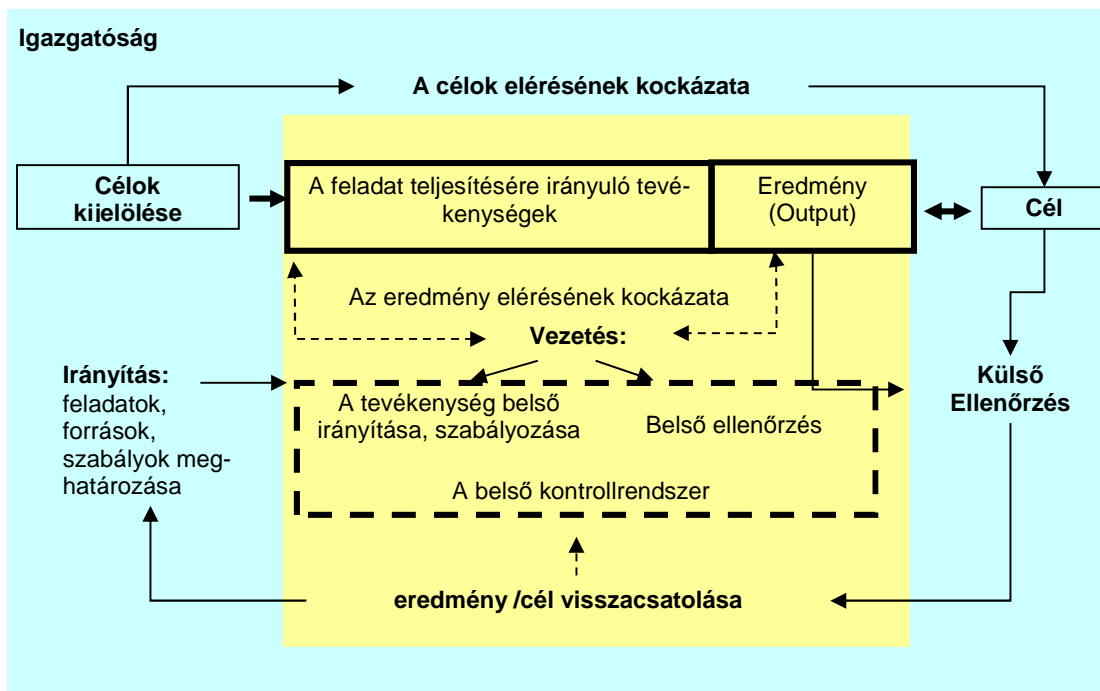 Igazgatóság
A célok elérésének kockázata
Célok
kijelölése
A feladat teljesítésére irányuló tevé-
kenységek
Eredmény
(Output)
Cél
Az eredmény elérésének kockázata
Vezetés:
Irányítás:
feladatok,
források,
szabályok meg-
határozása
A tevékenység belső
irányítása, szabályozása
Belső ellenőrzés
A belső kontrollrendszer
Külső
Ellenőrzés
eredmény /cél visszacsatolása